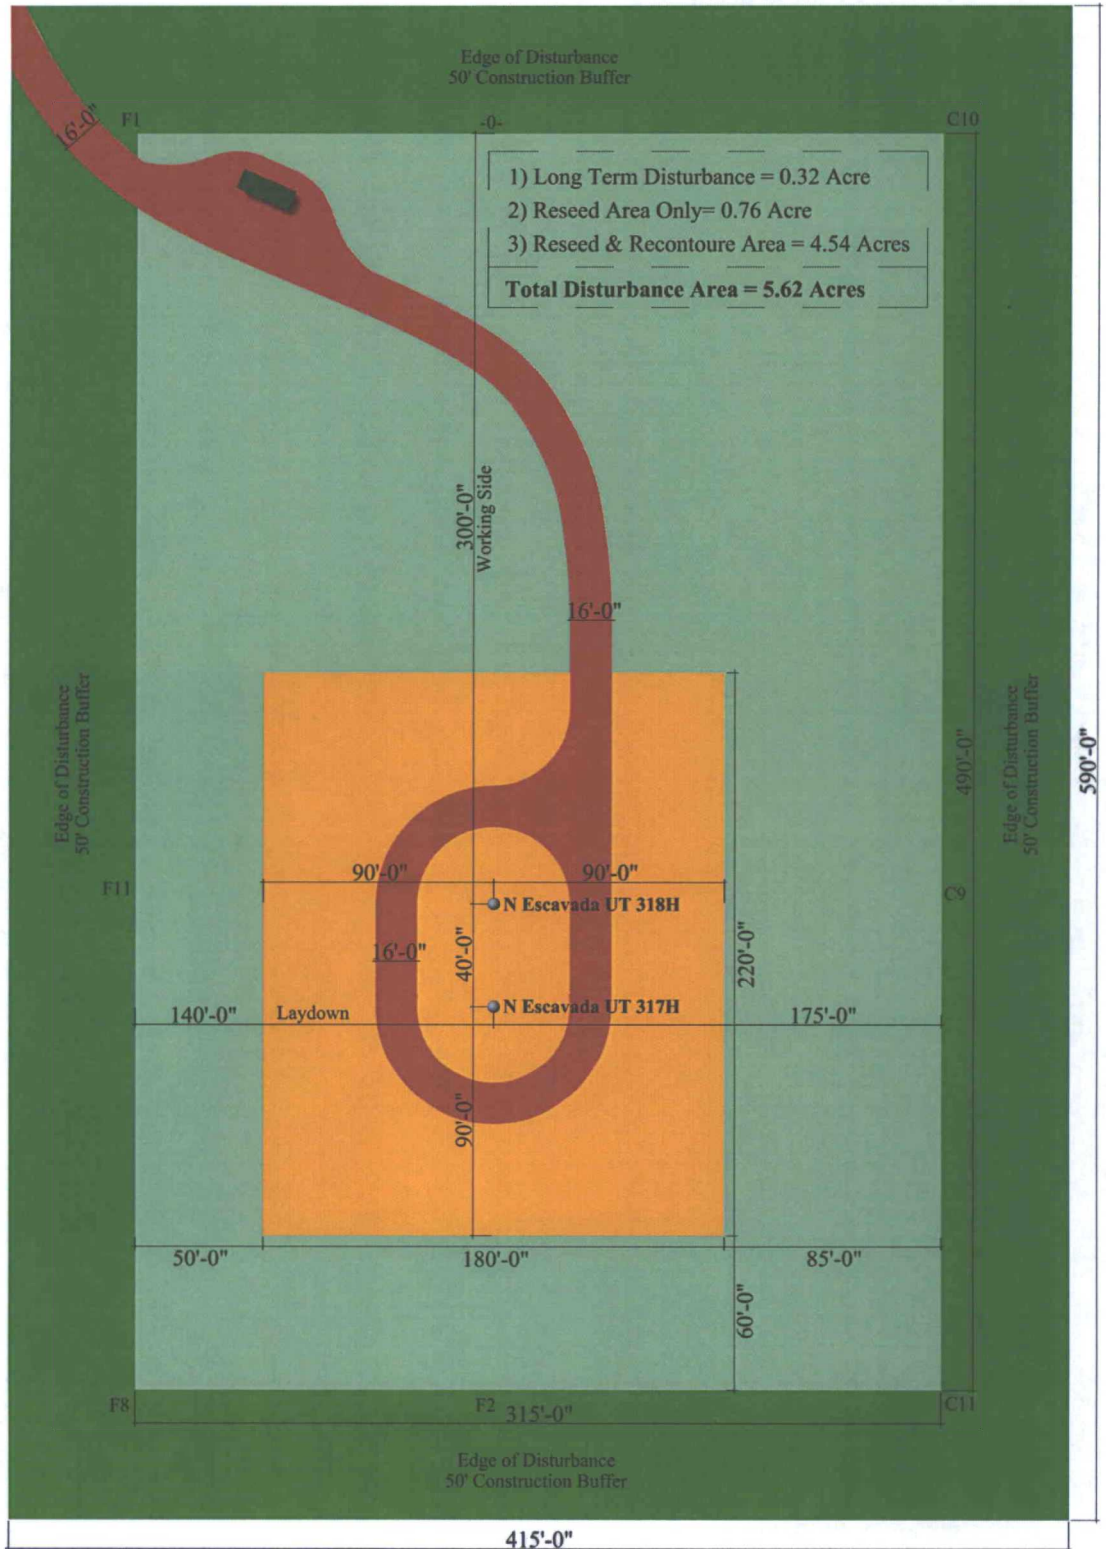 Edge of Disturbance
50' Construction Buffer
16'-0"
F1
-0-
C10
1) Long Term Disturbance = 0.32 Acre
2) Reseed Area Only= 0.76 Acre
3) Reseed & Recontoure Area = 4.54 Acres
Total Disturbance Area = 5.62 Acres
300'-0"
Working Side
16'-0"
Edge of Disturbance
50' Construction Buffer
Edge of Disturbance
50' Construction Buffer
490'-0"
590'-0"
90'-0"
90'-0"
F11
C9
N Escavada UT 318H
16'-0"
40'-0"
220'-0"
N Escavada UT 317H
140'-0"
Laydown
175'-0"
90'-0"
50'-0"
180'-0"
85'-0"
60'-0"
F8
F2
C11
315'-0"
Edge of Disturbance
50' Construction Buffer
415'-0"